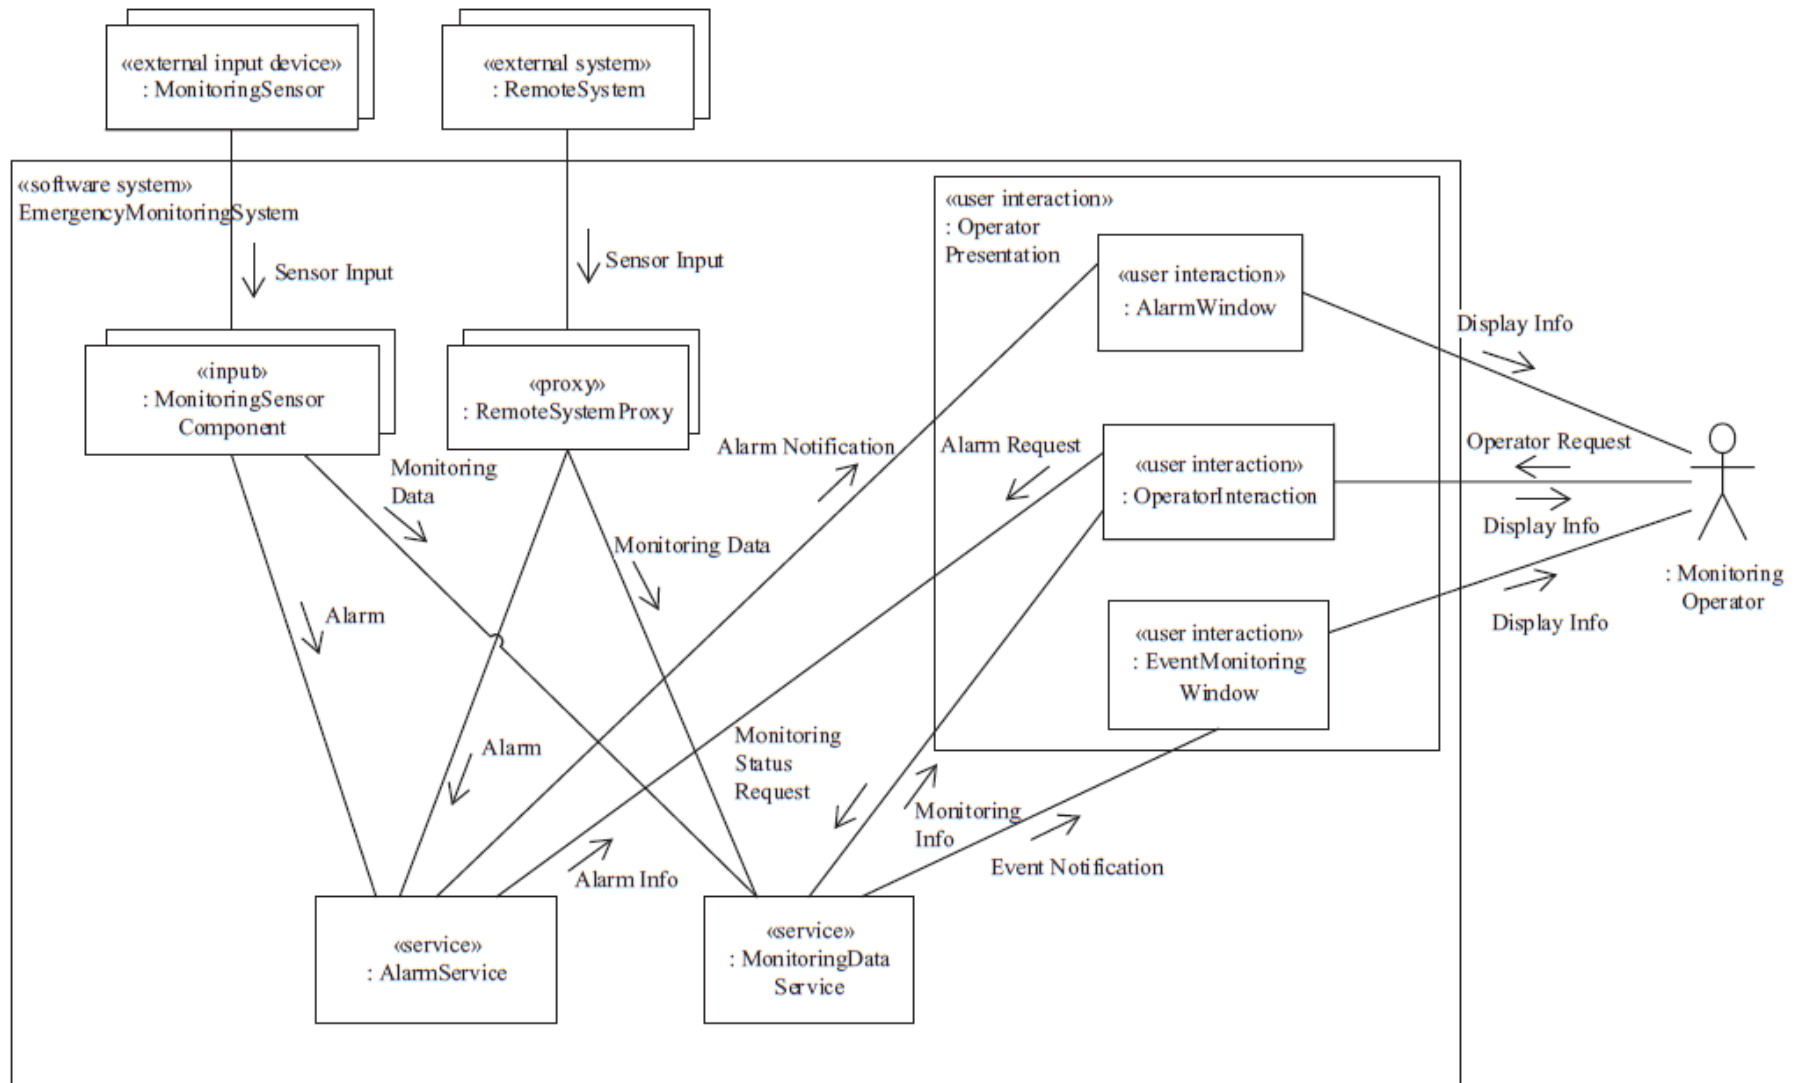 «external input device»
: MonitoringSensor
«external system»
: RemoteSystem
«software system»
EmergencyMonitoringSystem
Sensor Input
Sensor Input
«user interaction»
: Operator
Presentation
«user interaction»
: AlarmWindow
Display Info
«input»
: MonitoringSensor
Component
«proxy»
: RemoteSystemProxy
Monitoring
Data
Alarm Notification
Alarm Request
«user interaction»
: OperatorInteraction
Operator Request
Display Info
: Monitoring
Operator
Monitoring Data
Alarm
«user interaction»
: EventMonitoring
Window
Display Info
Alarm
Monitoring
Status
Request
Monitoring
Info
Event Notification
Alarm Info
«service»
: AlarmService
«service»
: MonitoringData
Service